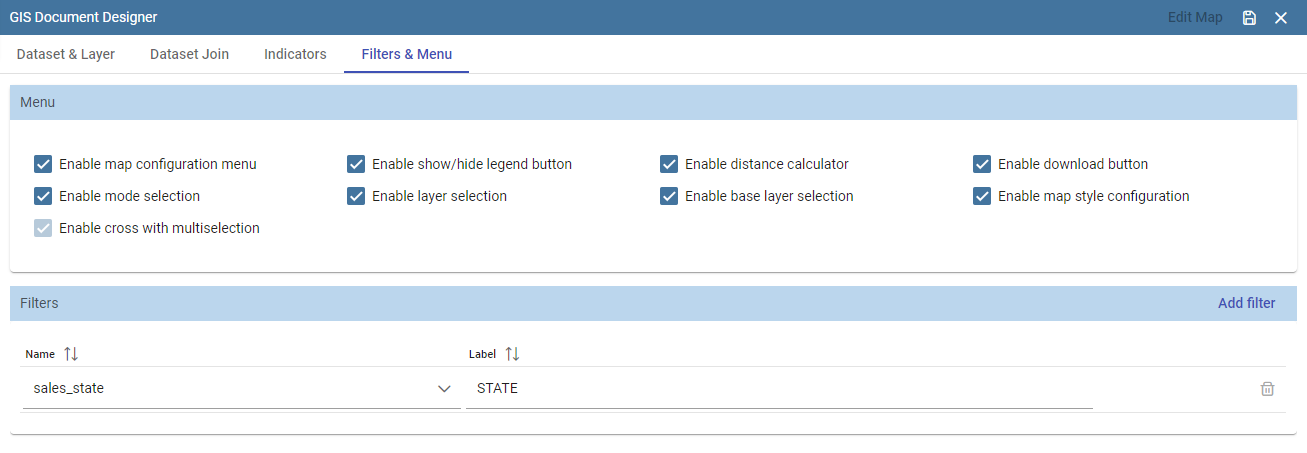 GIS Document Designer Edit Map
Dataset & Layer Dataset Join Indicators Filters & Menu
Menu
Enable map configuration menu Enable show/hide legend button Enable distance calculator Enable download button
Enable mode selection Enable layer selection Enable base layer selection Enable map style configuration
Enable cross with multiselection
Filters Add filter
Name Label
sales_state STATE